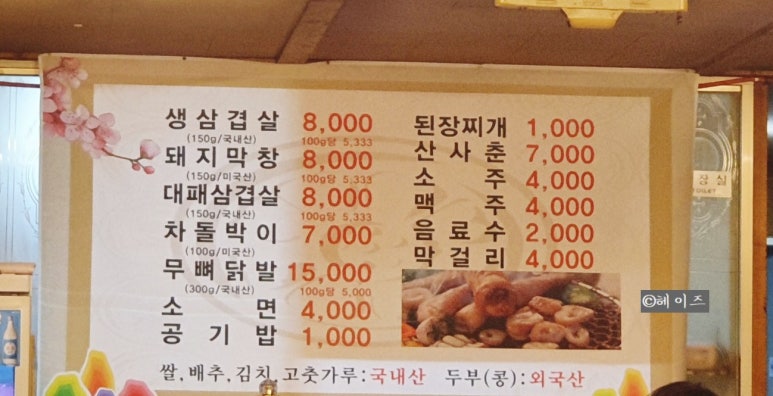 생삼겹살 8,000
(150g/국내산) 100g당 5,333
돼지막창 8,000
(150g/미국산) 100g당 5,333
대패삼겹살 8,000
(150g/국내산) 100g당 5,333
차돌박이 7,000
(100g/미국산)
무뼈닭발 15,000
(300g/국내산) 100g당 5,000
소면 4,000
공기밥 1,000
된장찌개 1,000
산사춘 7,000
소주 4,000
맥주 4,000
음료수 2,000
막걸리 4,000
쌀, 배추, 김치, 고춧가루:국내산 두부(콩):외국산
장실
TOILET
©헤이즈